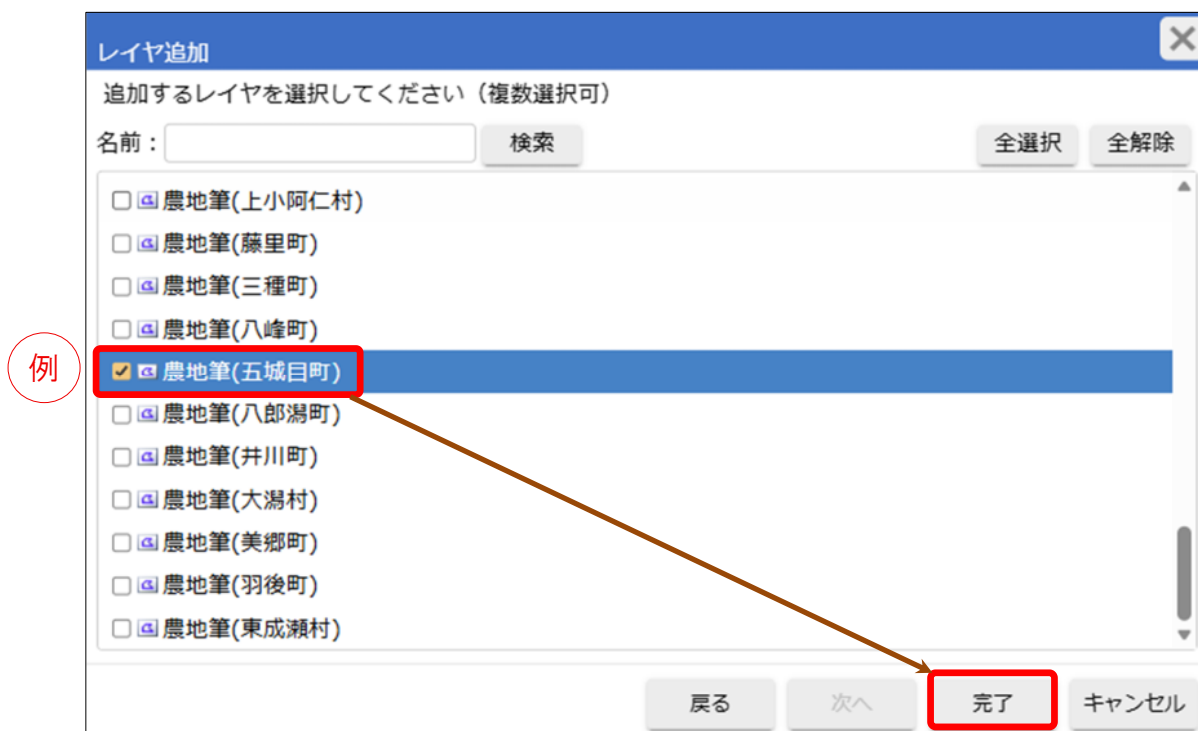 レイヤ追加
追加するレイヤを選択してください（複数選択可）
名前： 検索 全選択 全解除
農地筆(上小阿仁村)
農地筆(藤里町)
農地筆(三種町)
農地筆(八峰町)
例 農地筆(五城目町)
農地筆(八郎潟町)
農地筆(井川町)
農地筆(大潟村)
農地筆(美郷町)
農地筆(羽後町)
農地筆(東成瀬村)
戻る 次へ 完了 キャンセル